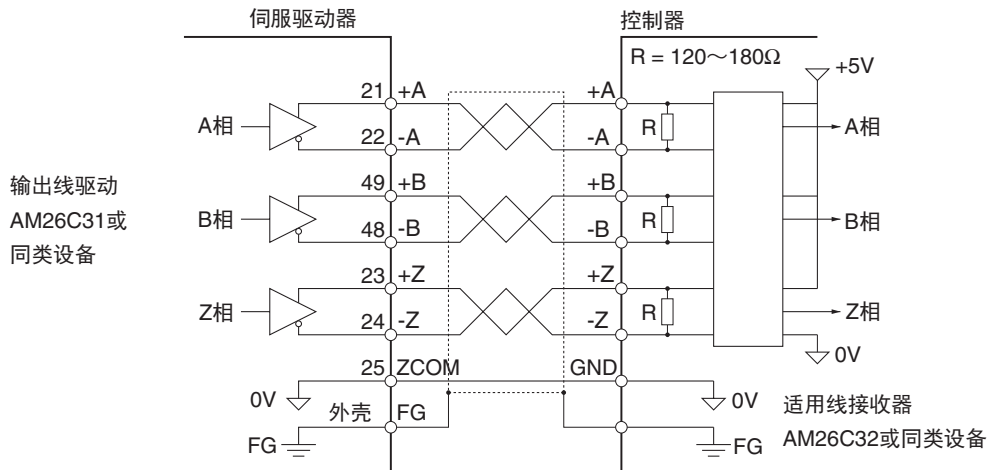 伺服驱动器
控制器
R = 120～180Ω
+5V
21 +A
+A
A相
R
A相
22 -A
-A
输出线驱动
AM26C31或
同类设备
49 +B
+B
B相
R
B相
48 -B
-B
23 +Z
+Z
Z相
R
Z相
24 -Z
-Z
0V
25 ZCOM
GND
0V
0V
外壳 FG
FG
FG
适用线接收器
AM26C32或同类设备